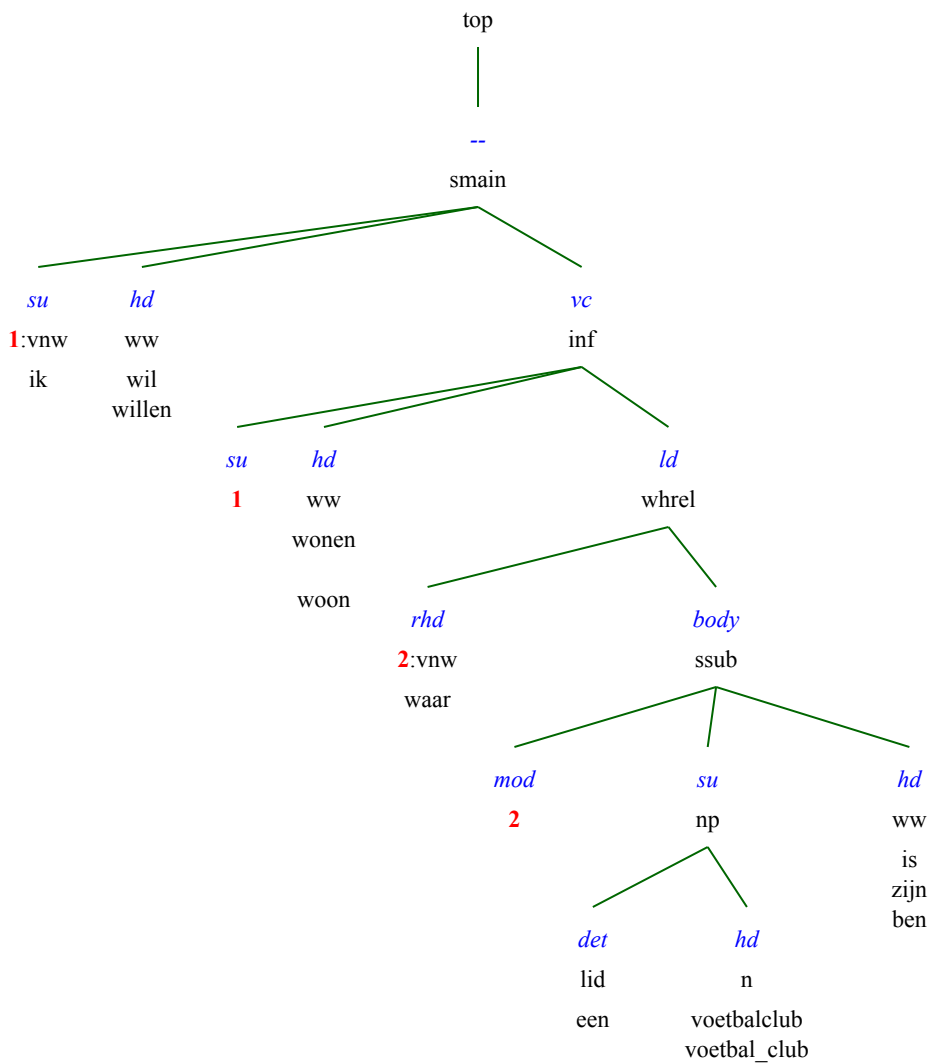 top
--
smain
su hd vc
1:vnw ww inf
ik wil
willen
su hd ld
1 ww whrel
wonen
woon
rhd body
2:vnw ssub
waar
mod su hd
2 np ww
is
zijn
ben
det hd
lid n
een voetbalclub
voetbal_club